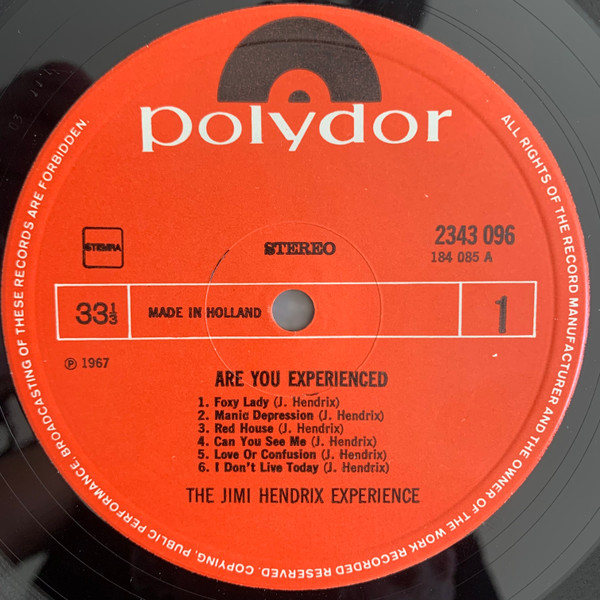 polydor
STEMRA
STEREO
2343 096
184 085 A
33⅓
MADE IN HOLLAND
1
℗ 1967
ARE YOU EXPERIENCED
1. Foxy Lady (J. Hendrix)
2. Manic Depression (J. Hendrix)
3. Red House (J. Hendrix)
4. Can You See Me (J. Hendrix)
5. Love Or Confusion (J. Hendrix)
6. I Don't Live Today (J. Hendrix)
THE JIMI HENDRIX EXPERIENCE
ALL RIGHTS OF THE RECORD MANUFACTURER AND THE OWNER OF THE WORK RECORDED RESERVED. COPYING, PUBLIC PERFORMANCE, BROADCASTING OF THESE RECORDS ARE FORBIDDEN.